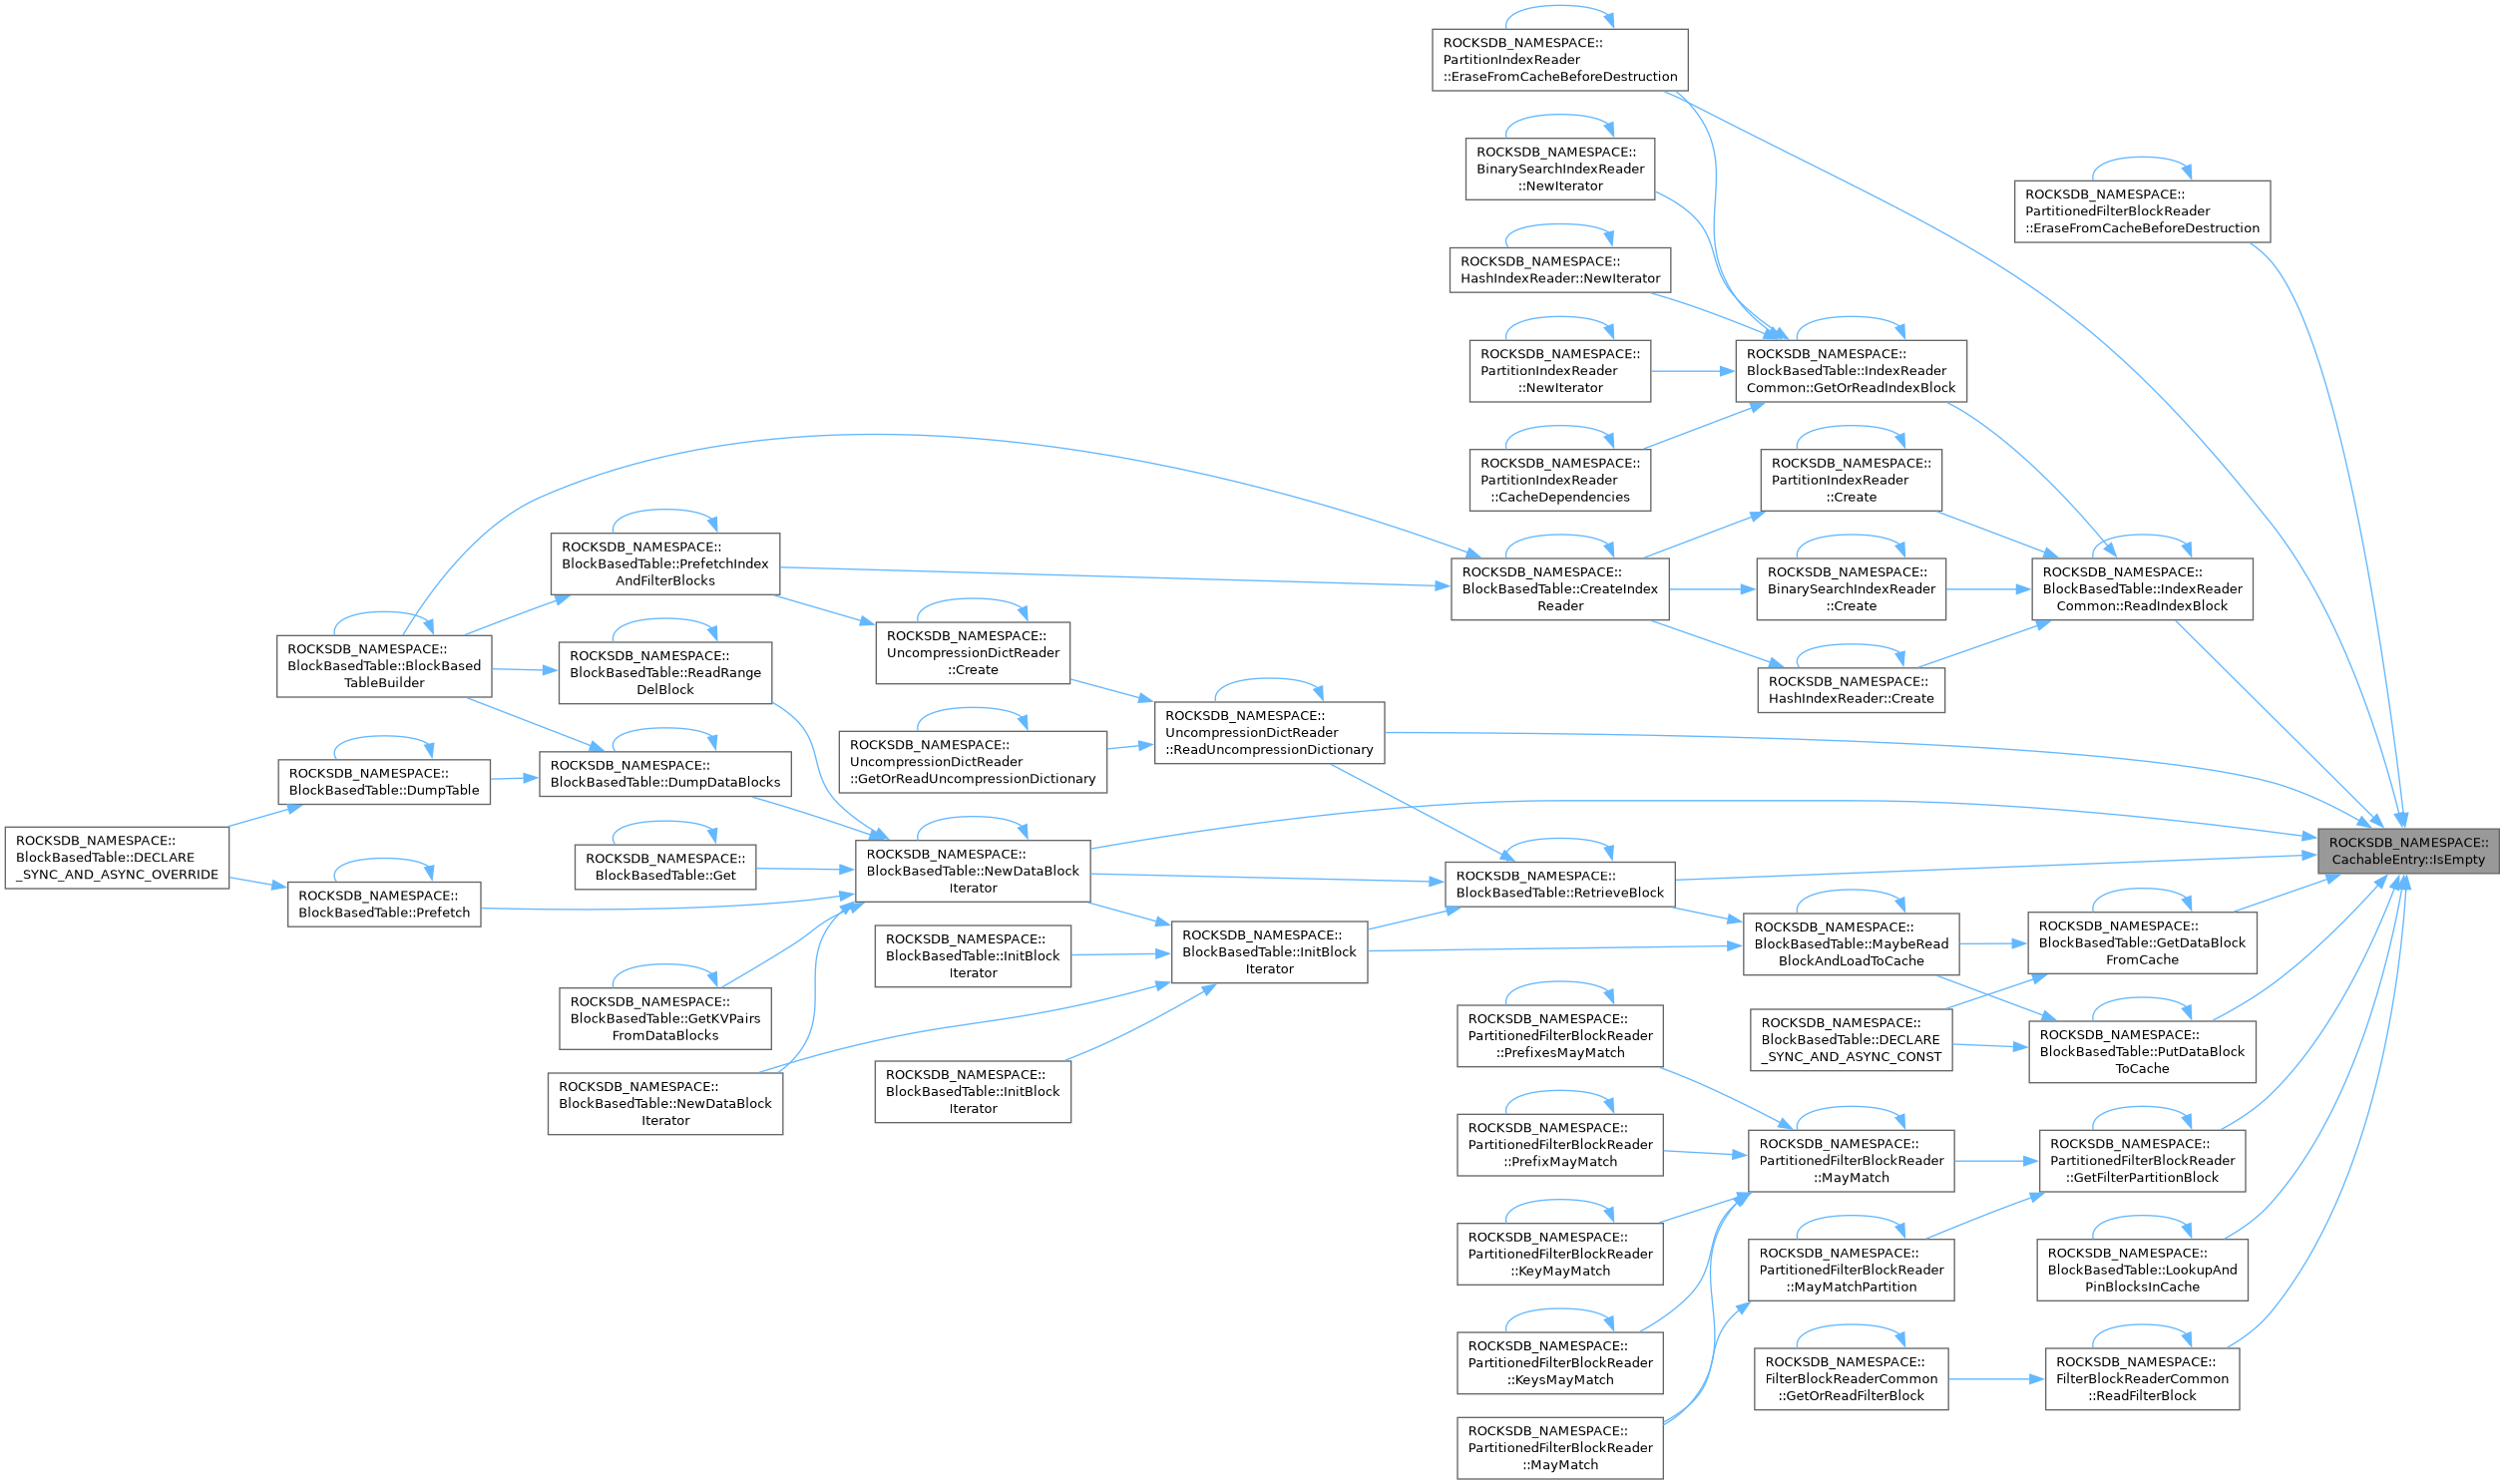 ROCKSDB_NAMESPACE::
PartitionIndexReader
::EraseFromCacheBeforeDestruction
ROCKSDB_NAMESPACE::
BinarySearchIndexReader
::NewIterator
ROCKSDB_NAMESPACE::
PartitionedFilterBlockReader
::EraseFromCacheBeforeDestruction
ROCKSDB_NAMESPACE::
HashIndexReader::NewIterator
ROCKSDB_NAMESPACE::
PartitionIndexReader
::NewIterator
ROCKSDB_NAMESPACE::
BlockBasedTable::IndexReader
Common::GetOrReadIndexBlock
ROCKSDB_NAMESPACE::
PartitionIndexReader
::CacheDependencies
ROCKSDB_NAMESPACE::
PartitionIndexReader
::Create
ROCKSDB_NAMESPACE::
BlockBasedTable::PrefetchIndex
AndFilterBlocks
ROCKSDB_NAMESPACE::
BlockBasedTable::CreateIndex
Reader
ROCKSDB_NAMESPACE::
BinarySearchIndexReader
::Create
ROCKSDB_NAMESPACE::
BlockBasedTable::IndexReader
Common::ReadIndexBlock
ROCKSDB_NAMESPACE::
BlockBasedTable::BlockBased
TableBuilder
ROCKSDB_NAMESPACE::
BlockBasedTable::ReadRange
DelBlock
ROCKSDB_NAMESPACE::
UncompressionDictReader
::Create
ROCKSDB_NAMESPACE::
HashIndexReader::Create
ROCKSDB_NAMESPACE::
UncompressionDictReader
::ReadUncompressionDictionary
ROCKSDB_NAMESPACE::
UncompressionDictReader
::GetOrReadUncompressionDictionary
ROCKSDB_NAMESPACE::
BlockBasedTable::DumpTable
ROCKSDB_NAMESPACE::
BlockBasedTable::DumpDataBlocks
ROCKSDB_NAMESPACE::
BlockBasedTable::DECLARE
_SYNC_AND_ASYNC_OVERRIDE
ROCKSDB_NAMESPACE::
BlockBasedTable::Get
ROCKSDB_NAMESPACE::
BlockBasedTable::NewDataBlock
Iterator
ROCKSDB_NAMESPACE::
BlockBasedTable::RetrieveBlock
ROCKSDB_NAMESPACE::
CachableEntry::IsEmpty
ROCKSDB_NAMESPACE::
BlockBasedTable::Prefetch
ROCKSDB_NAMESPACE::
BlockBasedTable::InitBlock
Iterator
ROCKSDB_NAMESPACE::
BlockBasedTable::InitBlock
Iterator
ROCKSDB_NAMESPACE::
BlockBasedTable::MaybeRead
BlockAndLoadToCache
ROCKSDB_NAMESPACE::
BlockBasedTable::GetDataBlock
FromCache
ROCKSDB_NAMESPACE::
BlockBasedTable::GetKVPairs
FromDataBlocks
ROCKSDB_NAMESPACE::
PartitionedFilterBlockReader
::PrefixesMayMatch
ROCKSDB_NAMESPACE::
BlockBasedTable::DECLARE
_SYNC_AND_ASYNC_CONST
ROCKSDB_NAMESPACE::
BlockBasedTable::PutDataBlock
ToCache
ROCKSDB_NAMESPACE::
BlockBasedTable::NewDataBlock
Iterator
ROCKSDB_NAMESPACE::
BlockBasedTable::InitBlock
Iterator
ROCKSDB_NAMESPACE::
PartitionedFilterBlockReader
::PrefixMayMatch
ROCKSDB_NAMESPACE::
PartitionedFilterBlockReader
::MayMatch
ROCKSDB_NAMESPACE::
PartitionedFilterBlockReader
::GetFilterPartitionBlock
ROCKSDB_NAMESPACE::
PartitionedFilterBlockReader
::KeyMayMatch
ROCKSDB_NAMESPACE::
PartitionedFilterBlockReader
::MayMatchPartition
ROCKSDB_NAMESPACE::
BlockBasedTable::LookupAnd
PinBlocksInCache
ROCKSDB_NAMESPACE::
PartitionedFilterBlockReader
::KeysMayMatch
ROCKSDB_NAMESPACE::
FilterBlockReaderCommon
::GetOrReadFilterBlock
ROCKSDB_NAMESPACE::
FilterBlockReaderCommon
::ReadFilterBlock
ROCKSDB_NAMESPACE::
PartitionedFilterBlockReader
::MayMatch